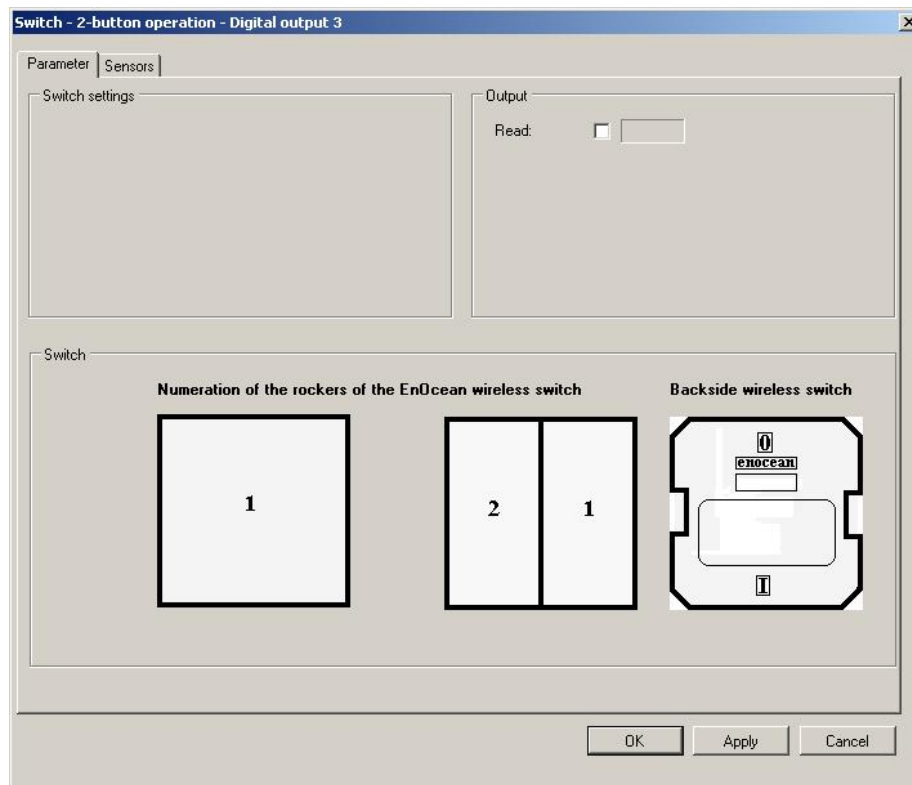 Switch - 2-button operation - Digital output 3
Parameter
Sensors
Switch settings
Output
Read:
Switch
Numeration of the rockers of the EnOcean wireless switch
Backside wireless switch
1
2
1
0
enocean
I
OK
Apply
Cancel